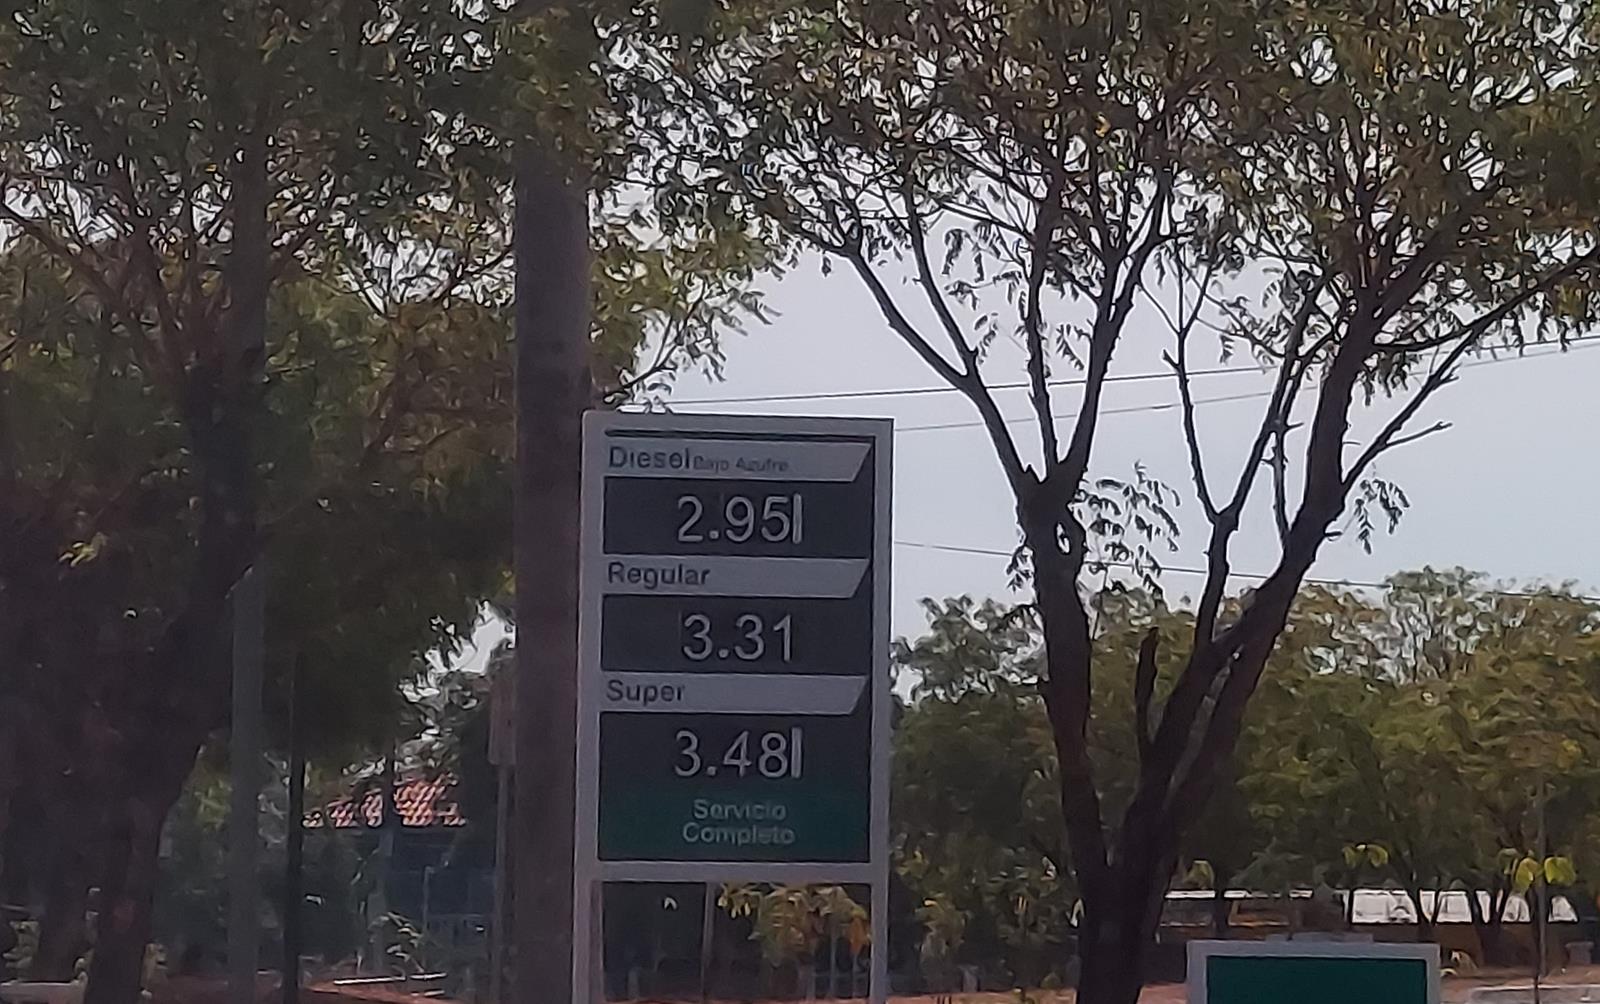 Diesel Bajo Azufre
2.95
Regular
3.31
Super
3.48
Servicio
Completo